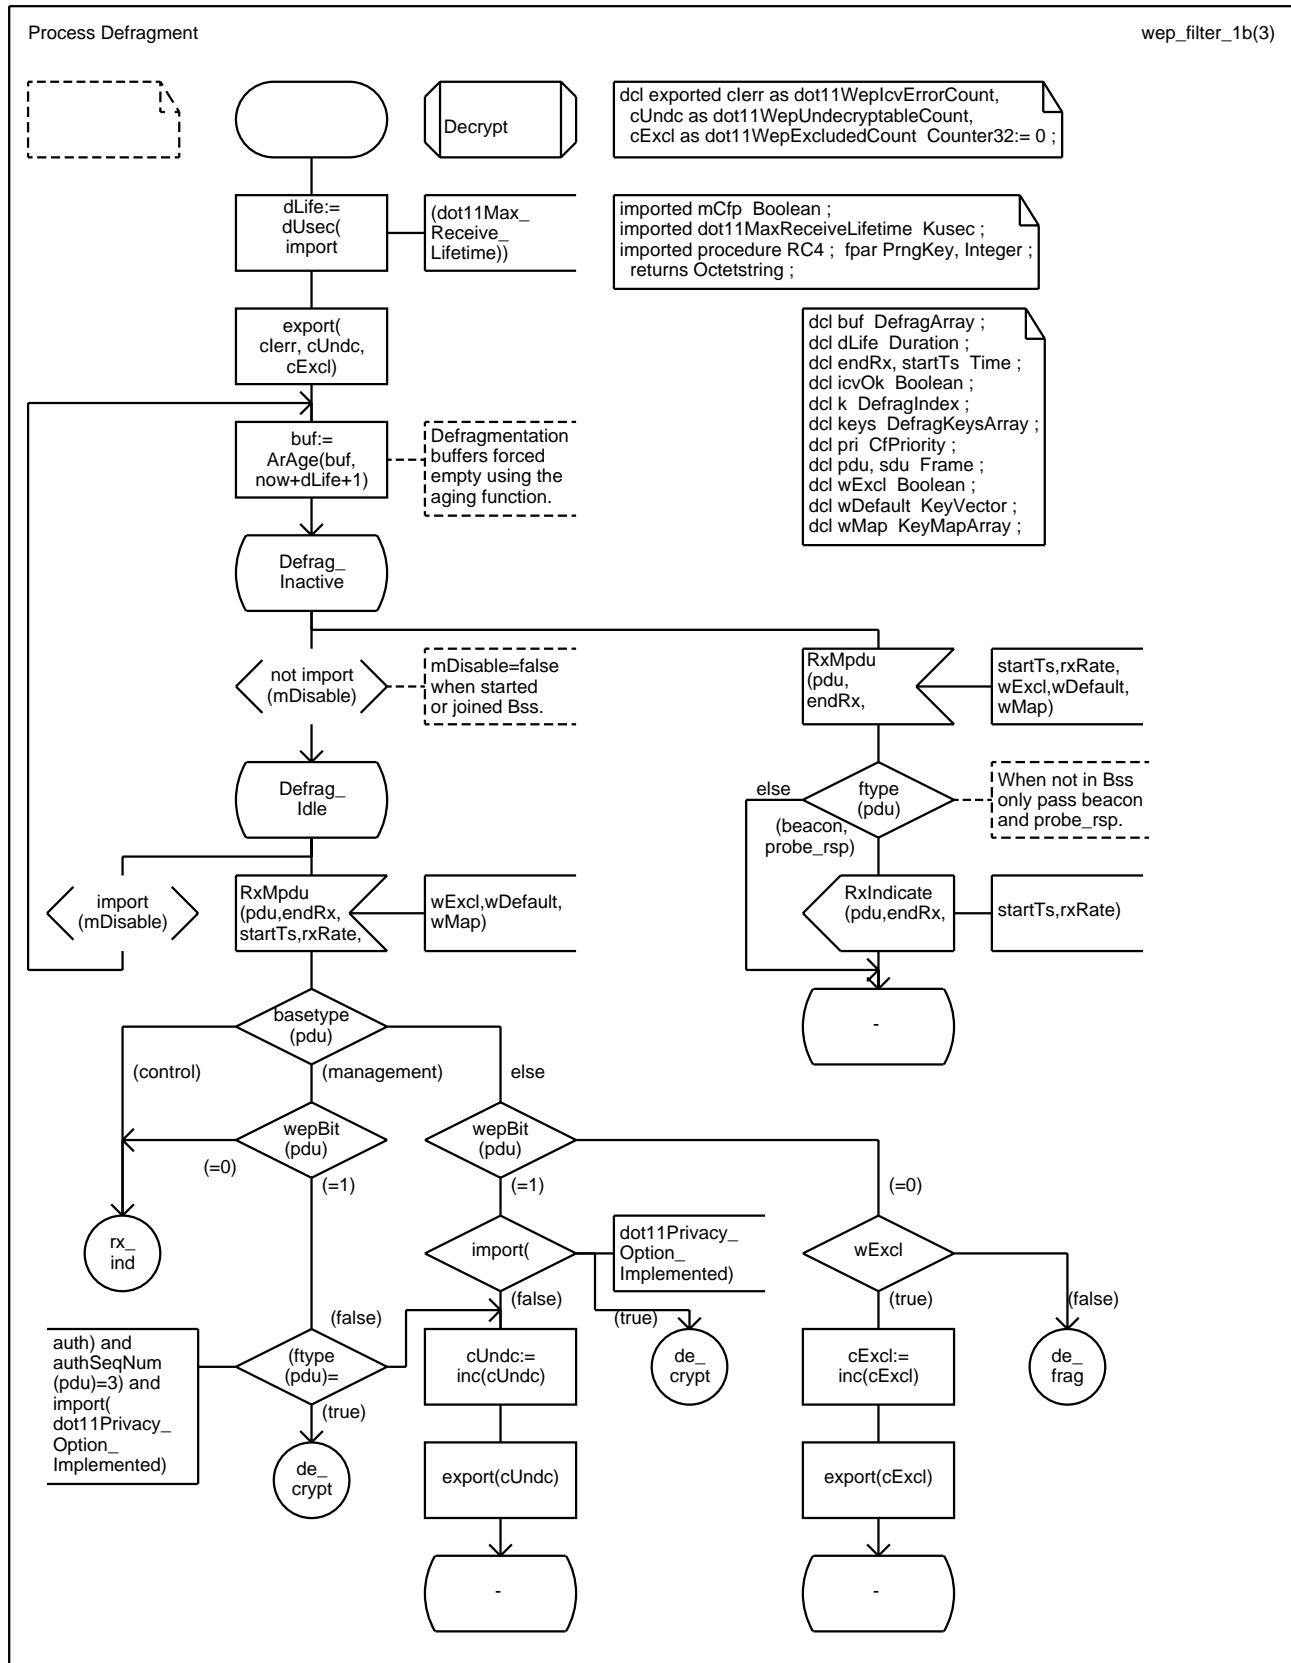 Process Defragment
wep_filter_1b(3)
Decrypt
dcl exported cIerr as dot11WepIcvErrorCount,
cUndc as dot11WepUndecryptableCount,
cExcl as dot11WepExcludedCount Counter32:= 0 ;
dLife:=
dUsec(
import
(dot11Max_
Receive_
Lifetime))
imported mCfp Boolean ;
imported dot11MaxReceiveLifetime Kusec ;
imported procedure RC4 ; fpar PrngKey, Integer ;
returns Octetstring ;
export(
cIerr, cUndc,
cExcl)
dcl buf DefragArray ;
dcl dLife Duration ;
dcl endRx, startTs Time ;
dcl icvOk Boolean ;
dcl k DefragIndex ;
dcl keys DefragKeysArray ;
dcl pri CfPriority ;
dcl pdu, sdu Frame ;
dcl wExcl Boolean ;
dcl wDefault KeyVector ;
dcl wMap KeyMapArray ;
buf:=
ArAge(buf,
now+dLife+1)
Defragmentation
buffers forced
empty using the
aging function.
Defrag_
Inactive
not import
(mDisable)
mDisable=false
when started
or joined Bss.
RxMpdu
(pdu,
endRx,
startTs,rxRate,
wExcl,wDefault,
wMap)
Defrag_
Idle
else
ftype
(pdu)
When not in Bss
only pass beacon
and probe_rsp.
(beacon,
probe_rsp)
import
(mDisable)
RxMpdu
(pdu,endRx,
startTs,rxRate,
wExcl,wDefault,
wMap)
RxIndicate
(pdu,endRx,
startTs,rxRate)
basetype
(pdu)
-
(control)
(management)
else
wepBit
(pdu)
wepBit
(pdu)
(=0)
(=1)
(=1)
(=0)
rx_
ind
import(
dot11Privacy_
Option_
Implemented)
wExcl
(false)
(false)
(true)
(true)
(false)
auth) and
authSeqNum
(pdu)=3) and
import(
dot11Privacy_
Option_
Implemented)
(ftype
(pdu)=
cUndc:=
inc(cUndc)
de_
crypt
cExcl:=
inc(cExcl)
de_
frag
(true)
de_
crypt
export(cUndc)
export(cExcl)
-
-